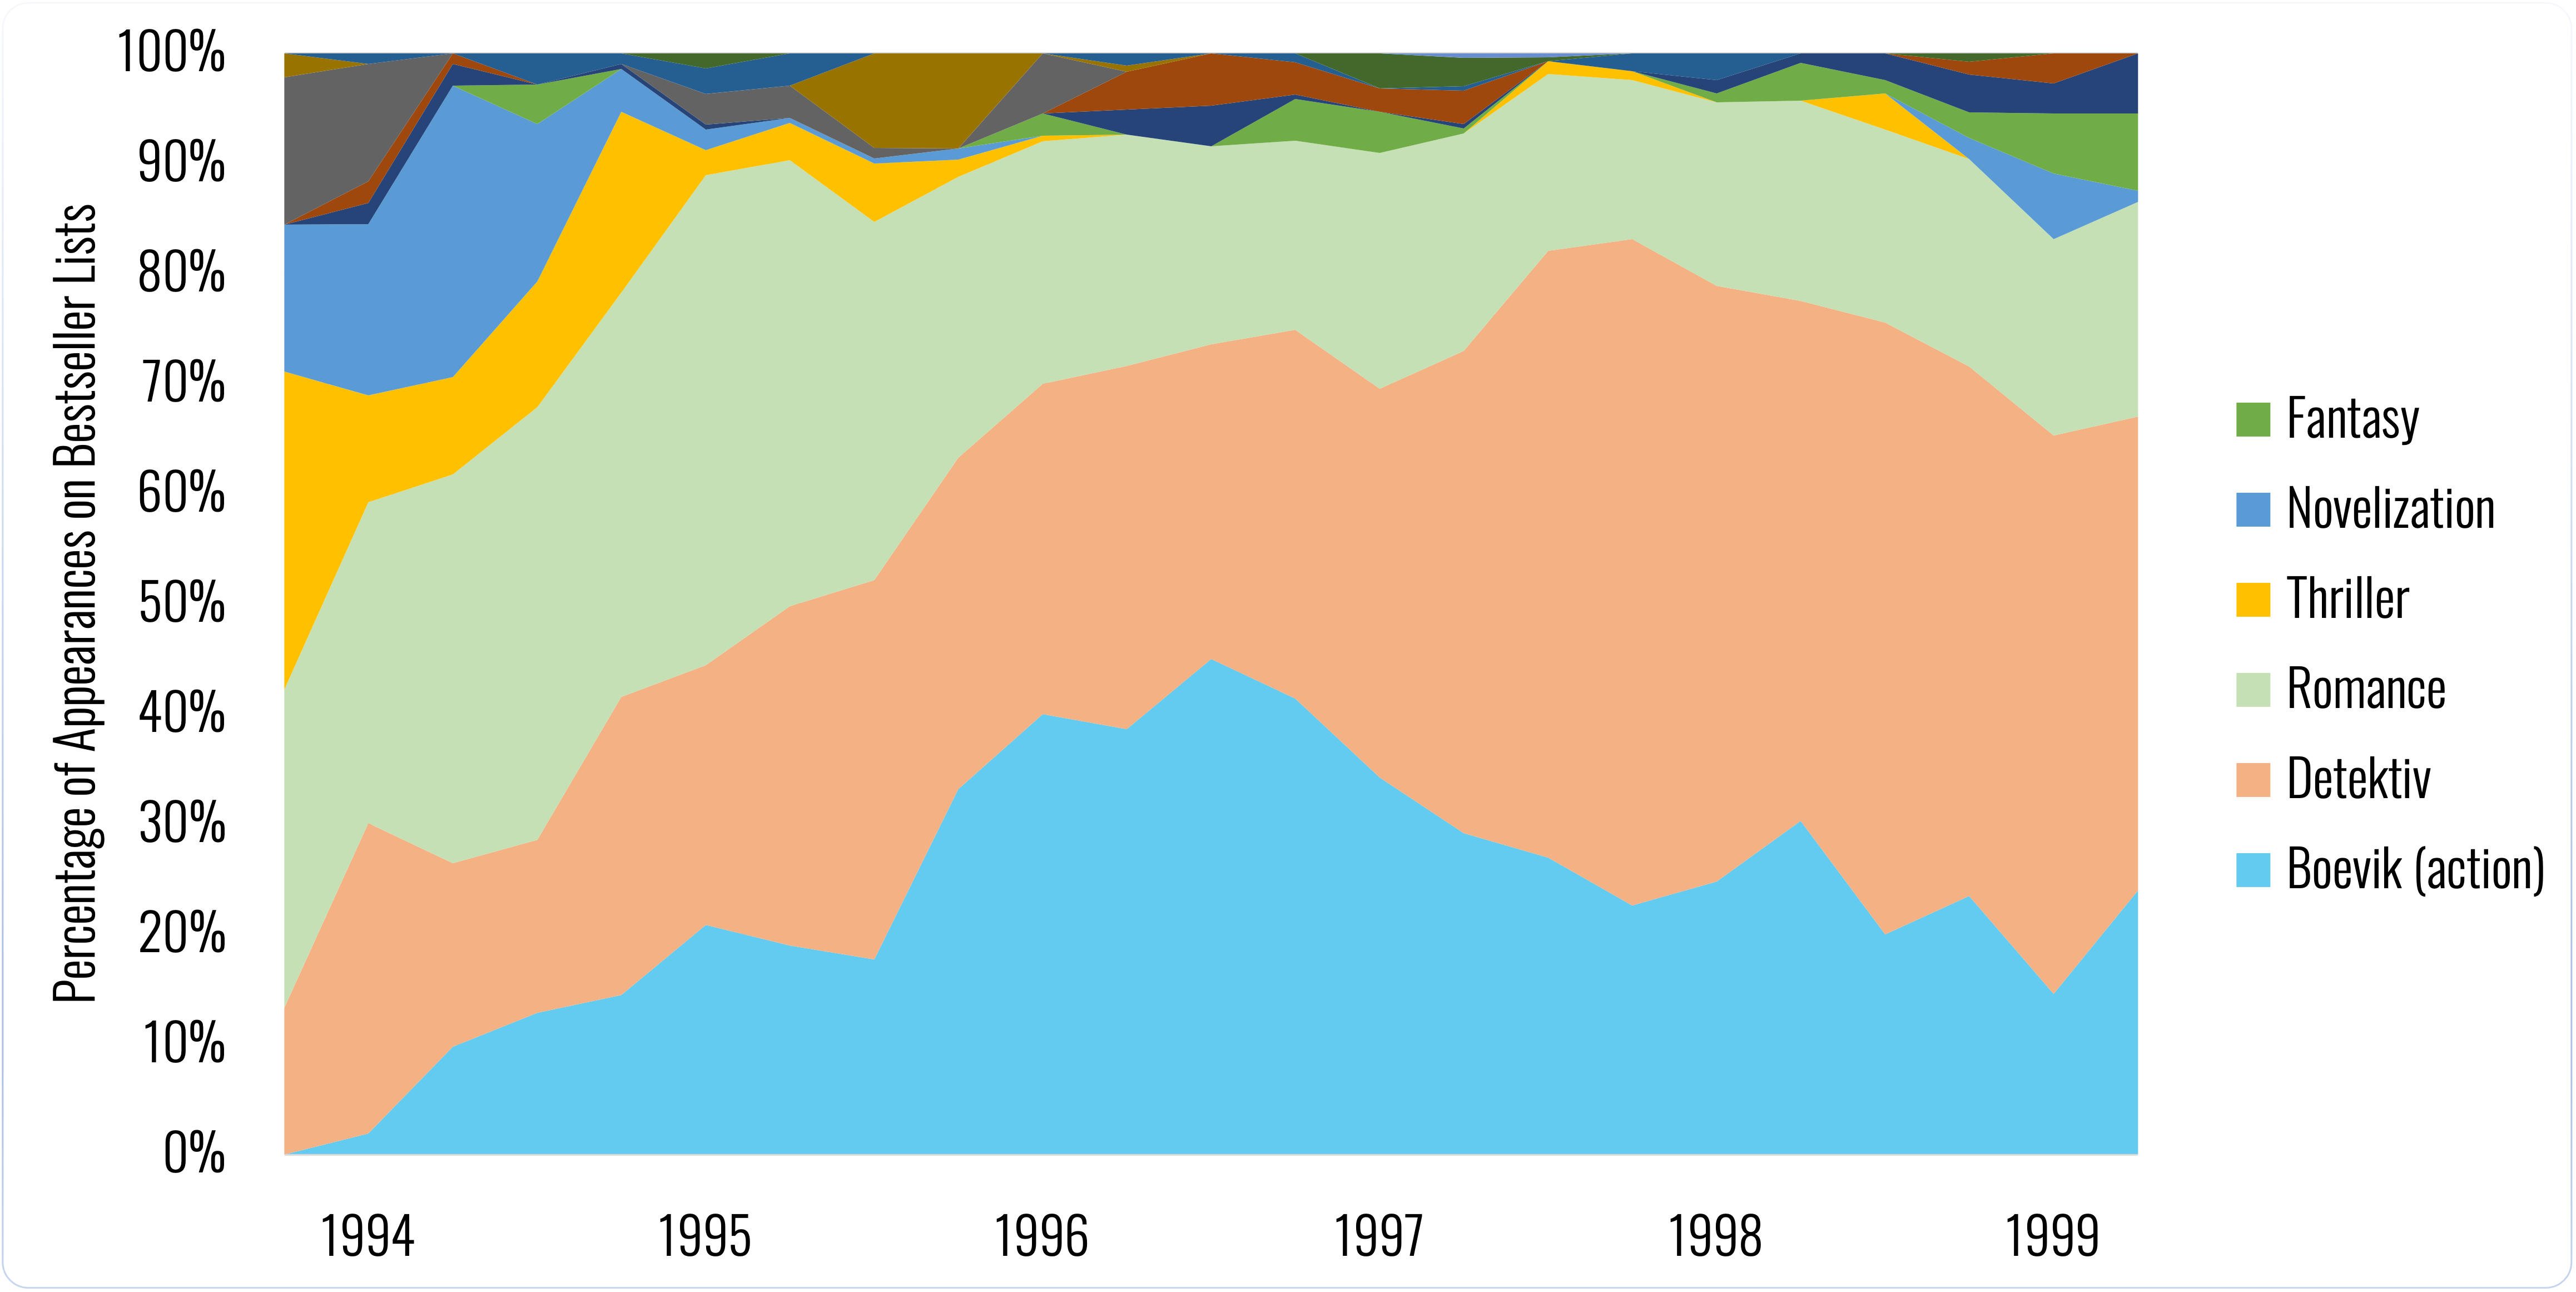 Percentage of Appearances on Bestseller Lists
100%
90%
80%
70%
60%
50%
40%
30%
20%
10%
0%
1994 1995 1996 1997 1998 1999
Fantasy
Novelization
Thriller
Romance
Detektiv
Boevik (action)